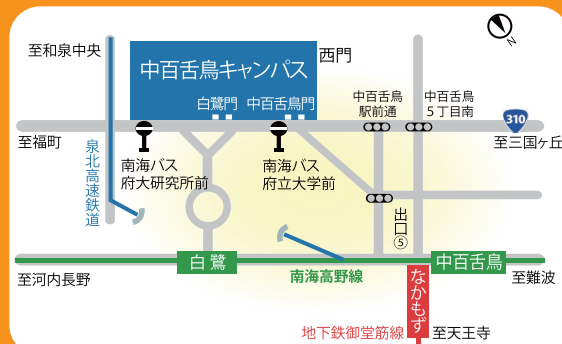 至和泉中央
中百舌鳥キャンパス
西門
白鷺門
中百舌鳥門
中百舌鳥
駅前通
中百舌鳥
5丁目南
310
N
至福町
至三国ヶ丘
泉北高速鉄道
南海バス
府大研究所前
南海バス
府立大学前
出口⑤
白鷺
中百舌鳥
至河内長野
南海高野線
なかもず
至難波
地下鉄御堂筋線
至天王寺